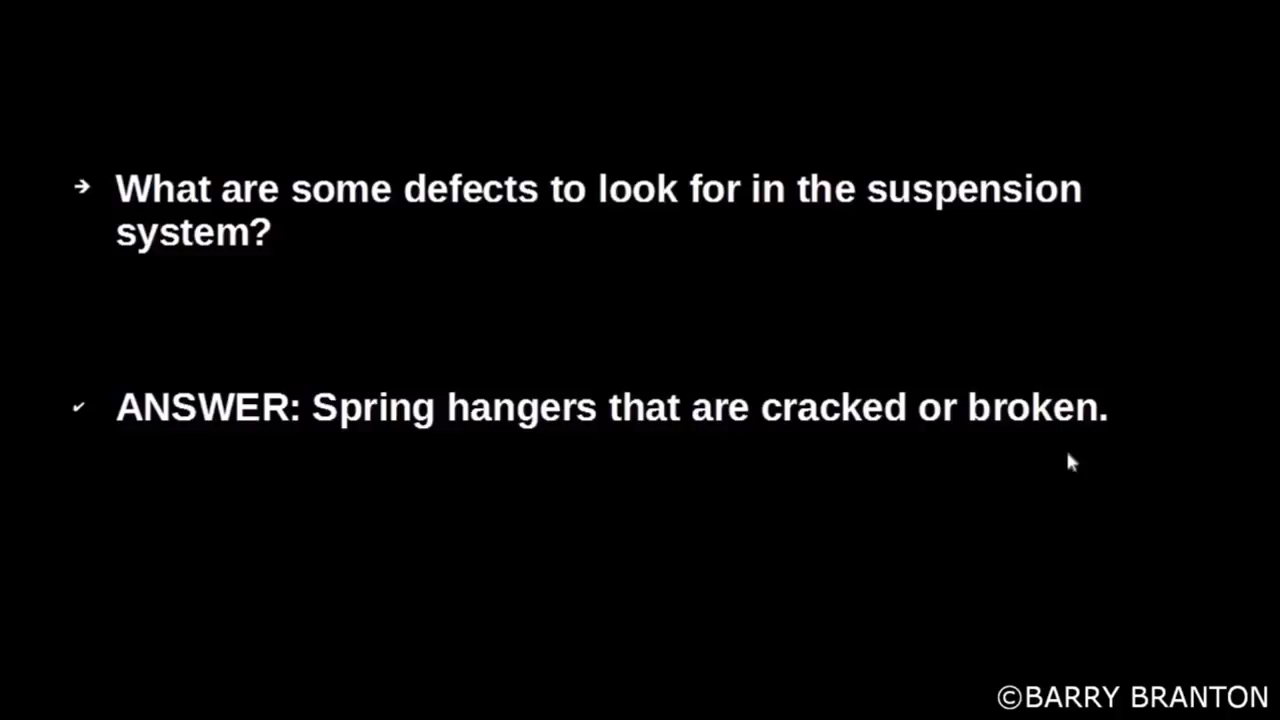 ➔ What are some defects to look for in the suspension
system?
✔ ANSWER: Spring hangers that are cracked or broken.
©BARRY BRANTON